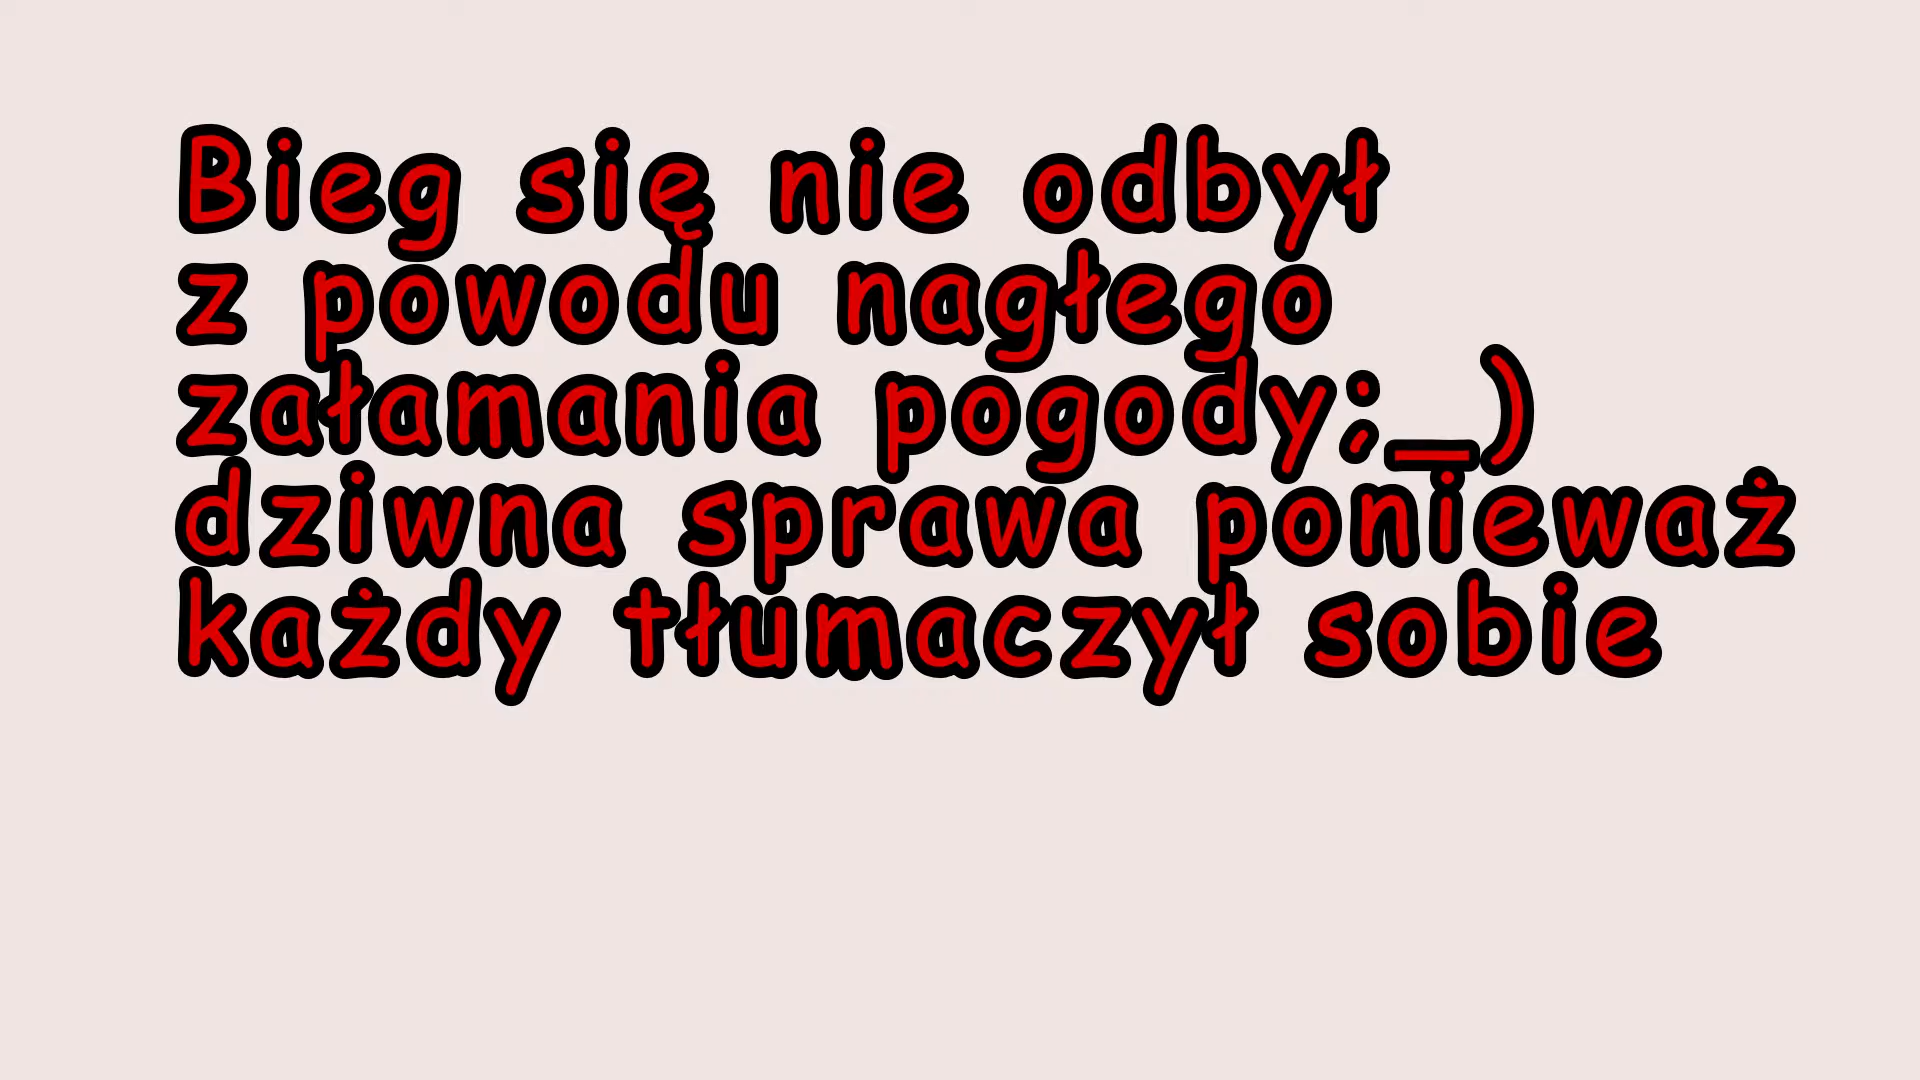 Bieg się nie odbył
z powodu nagłego
załamania pogody;_)
dziwna sprawa ponieważ
każdy tłumaczył sobie